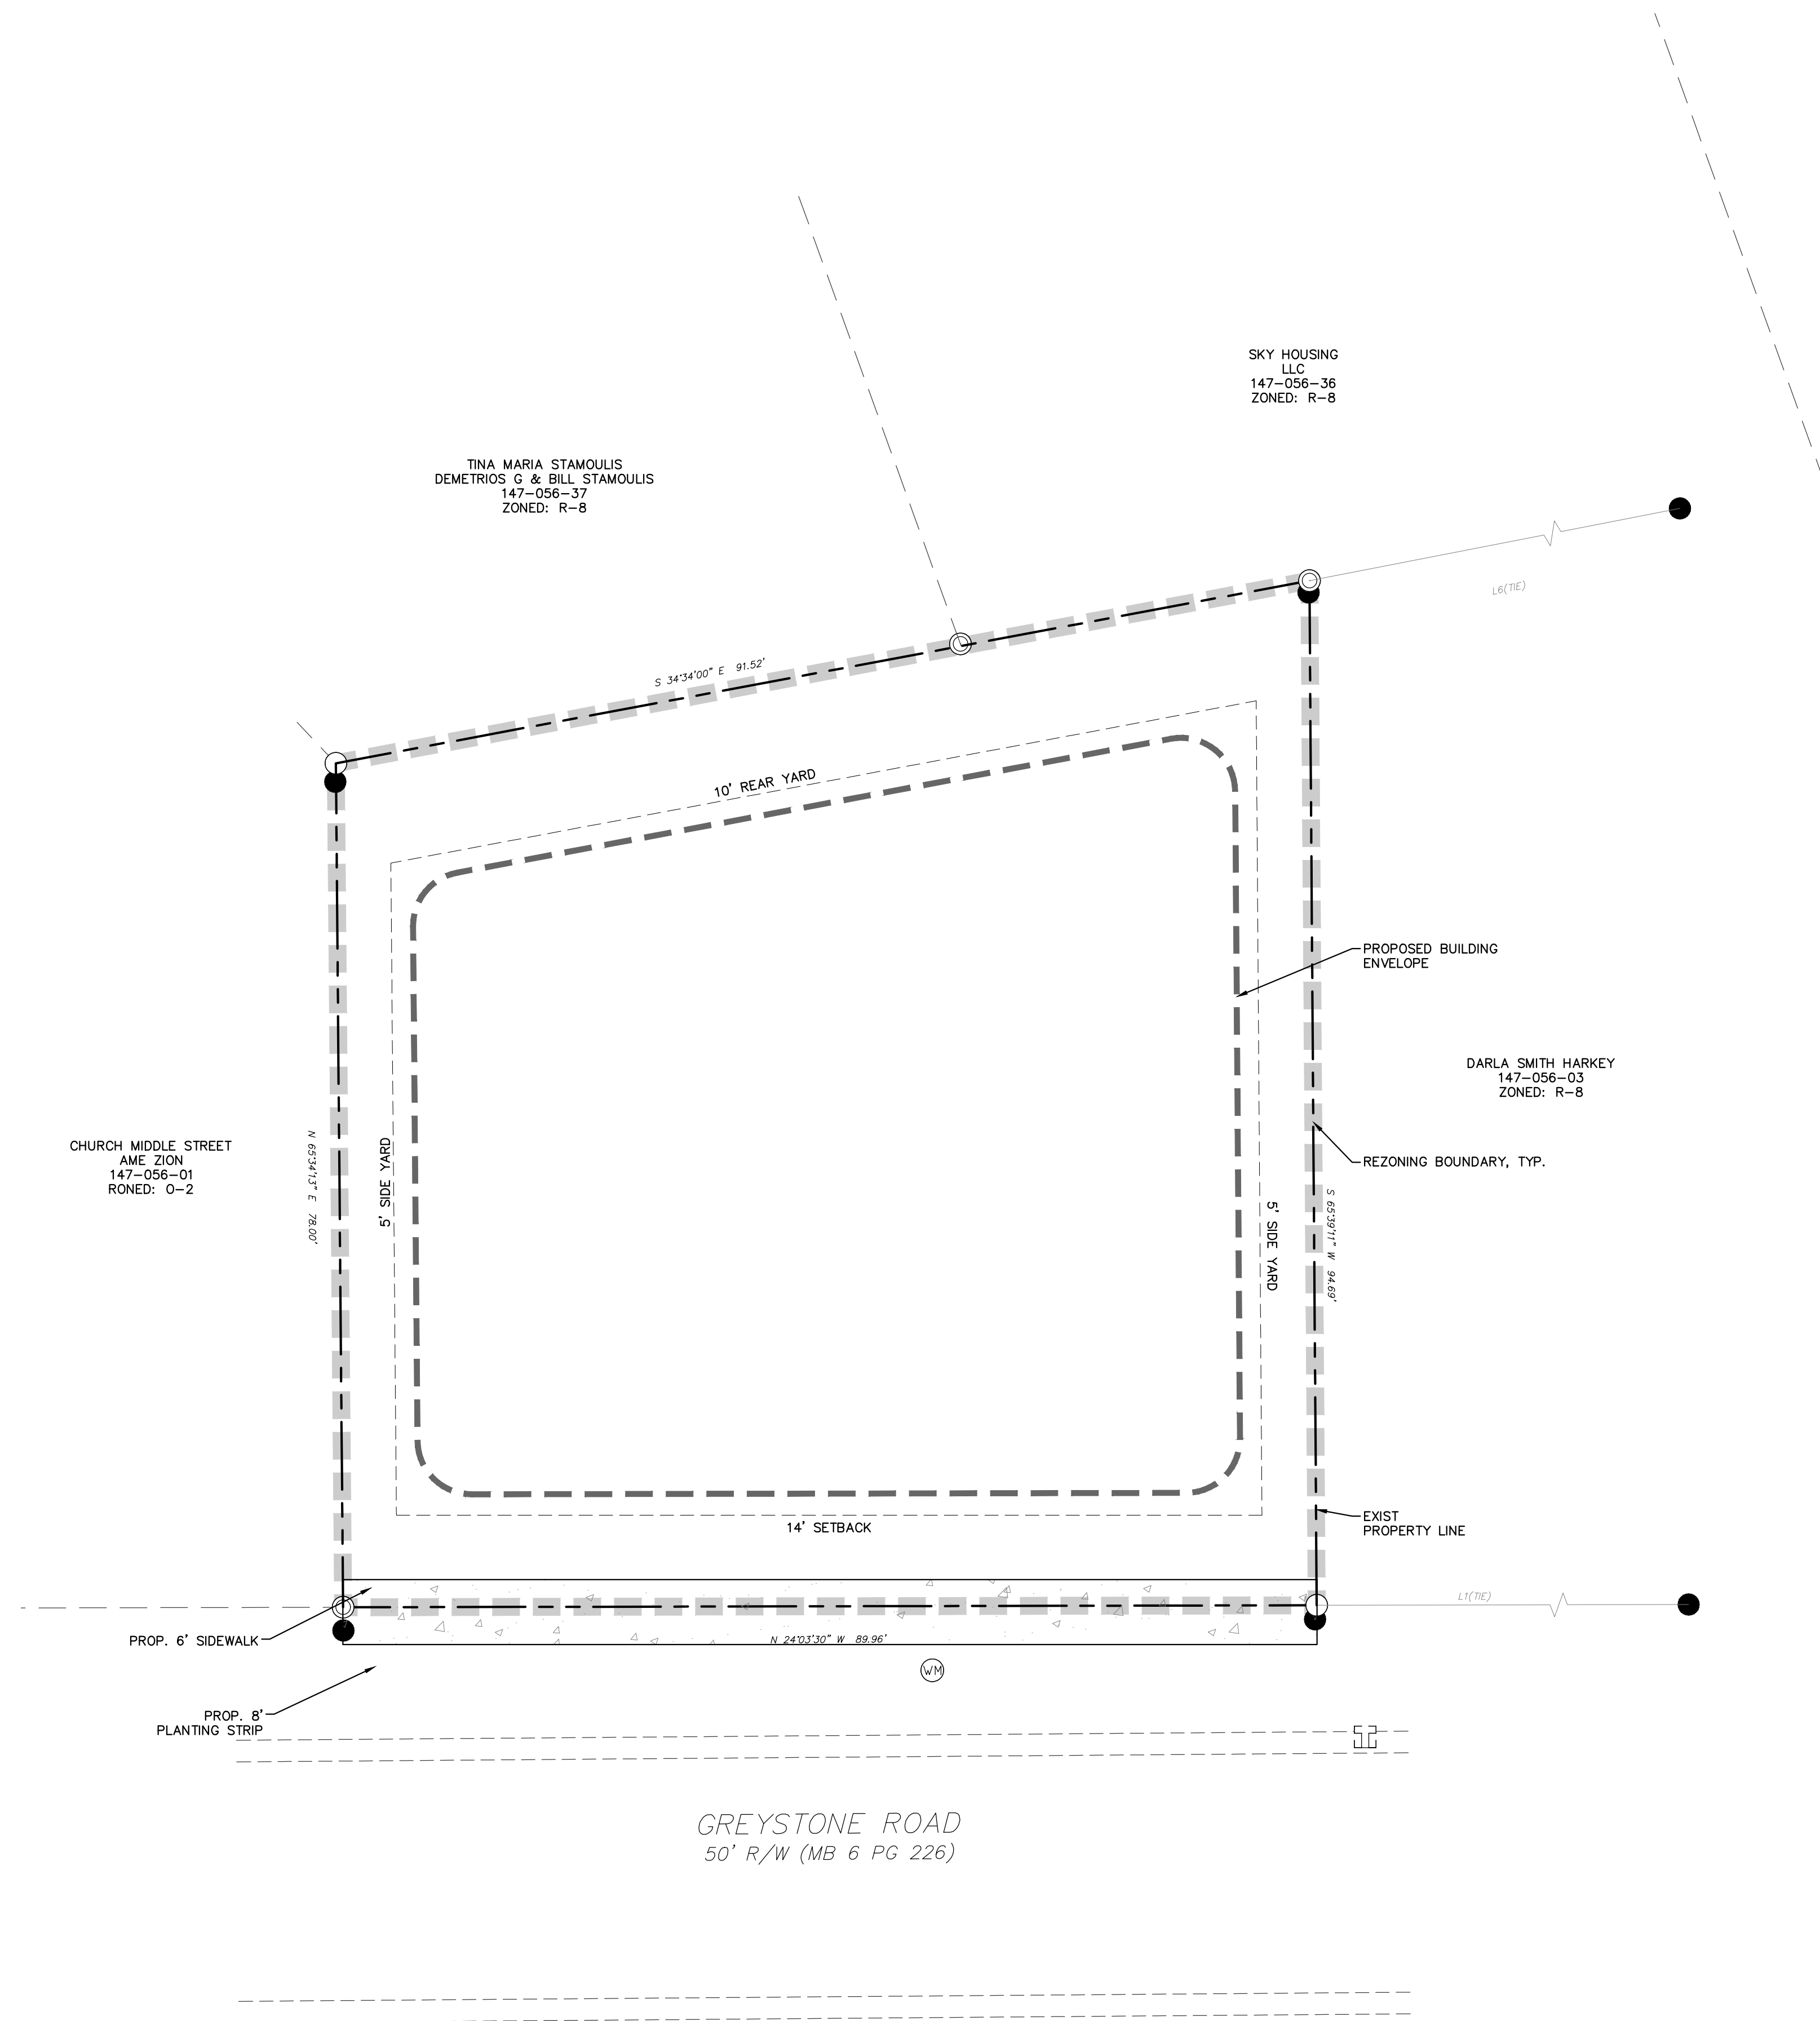 SKY HOUSING
LLC
147-056-36
ZONED: R-8
TINA MARIA STAMOULIS
DEMETRIOS G & BILL STAMOULIS
147-056-37
ZONED: R-8
L6(TIE)
S 34°34'00" E 91.52'
10' REAR YARD
PROPOSED BUILDING
ENVELOPE
DARLA SMITH HARKEY
147-056-03
ZONED: R-8
CHURCH MIDDLE STREET
AME ZION
147-056-01
RONED: O-2
N 65°34'13" E 78.00'
5' SIDE YARD
5' SIDE YARD
REZONING BOUNDARY, TYP.
S 65°39'11" W 94.69'
14' SETBACK
EXIST
PROPERTY LINE
L1(TIE)
PROP. 6' SIDEWALK
N 24°03'30" W 89.96'
WM
PROP. 8'
PLANTING STRIP
GREYSTONE ROAD
50' R/W (MB 6 PG 226)